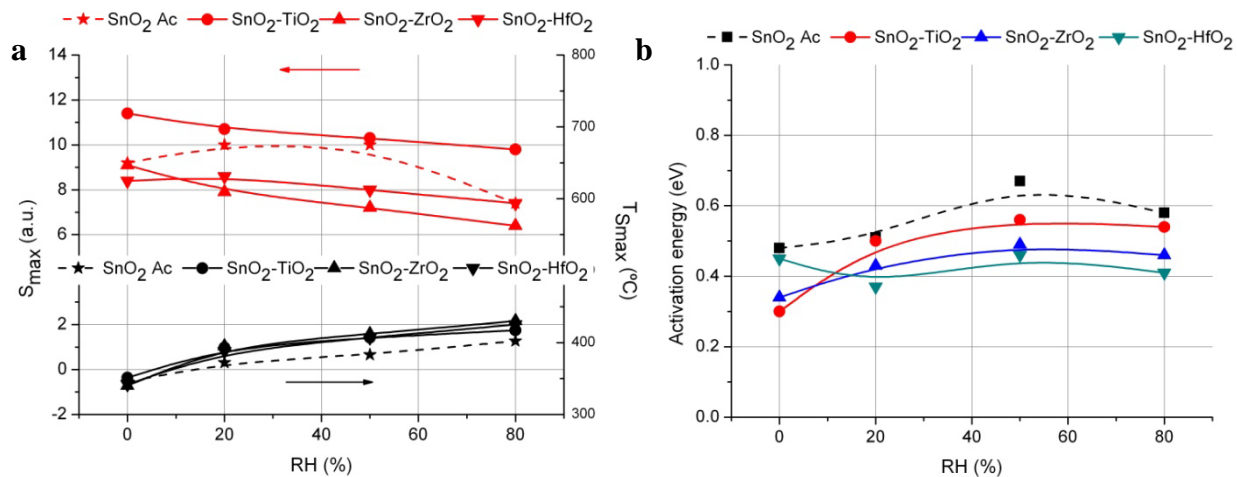 SnO2 Ac SnO2-TiO2 SnO2-ZrO2 SnO2-HfO2
a
14
12
10
8
6
2
0
-2
Smax (a.u.)
800
700
600
400
300
TSmax (ºC)
SnO2 Ac SnO2-TiO2 SnO2-ZrO2 SnO2-HfO2
0 20 40 60 80
RH (%)
b
SnO2 Ac SnO2-TiO2 SnO2-ZrO2 SnO2-HfO2
1.0
0.8
0.6
0.4
0.2
0.0
Activation energy (eV)
0 20 40 60 80
RH (%)